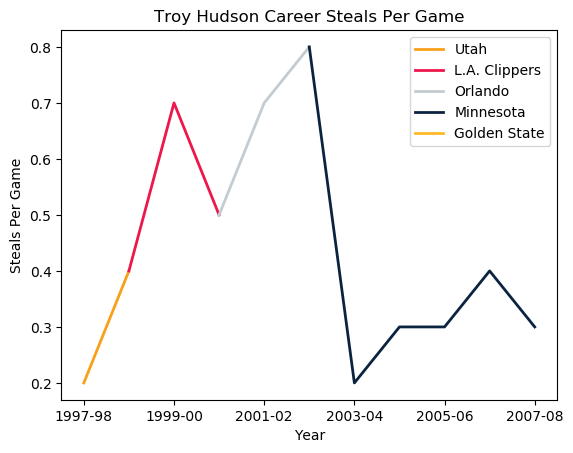 Troy Hudson Career Steals Per Game
Utah
L.A. Clippers
Orlando
Minnesota
Golden State
Steals Per Game
0.8
0.7
0.6
0.5
0.4
0.3
0.2
1997-98 1999-00 2001-02 2003-04 2005-06 2007-08
Year